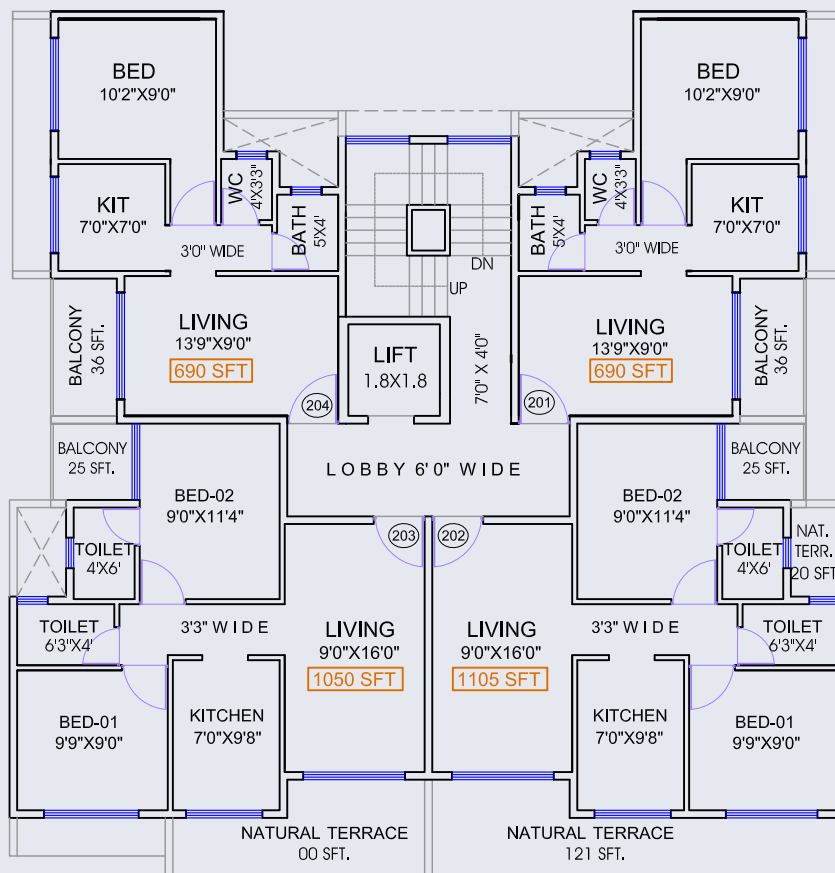 BED
10'2"X9'0"
BED
10'2"X9'0"
WC
4'X3'3"
WC
4'X3'3"
KIT
7'0"X7'0"
KIT
7'0"X7'0"
BATH
5'X4'
BATH
5'X4'
3'0" WIDE
3'0" WIDE
DN
UP
BALCONY
36 SFT.
LIVING
13'9"X9'0"
690 SFT
LIFT
1.8X1.8
7'0" X 4'0"
LIVING
13'9"X9'0"
690 SFT
BALCONY
36 SFT.
204
201
BALCONY
25 SFT.
LOBBY 6'0" WIDE
BALCONY
25 SFT.
BED-02
9'0"X11'4"
BED-02
9'0"X11'4"
203
202
TOILET
4'X6'
TOILET
4'X6'
NAT.
TERR.
20 SFT
TOILET
6'3"X4'
3'3" WIDE
LIVING
9'0"X16'0"
1050 SFT
LIVING
9'0"X16'0"
1105 SFT
3'3" WIDE
TOILET
6'3"X4'
BED-01
9'9"X9'0"
KITCHEN
7'0"X9'8"
KITCHEN
7'0"X9'8"
BED-01
9'9"X9'0"
NATURAL TERRACE
00 SFT.
NATURAL TERRACE
121 SFT.